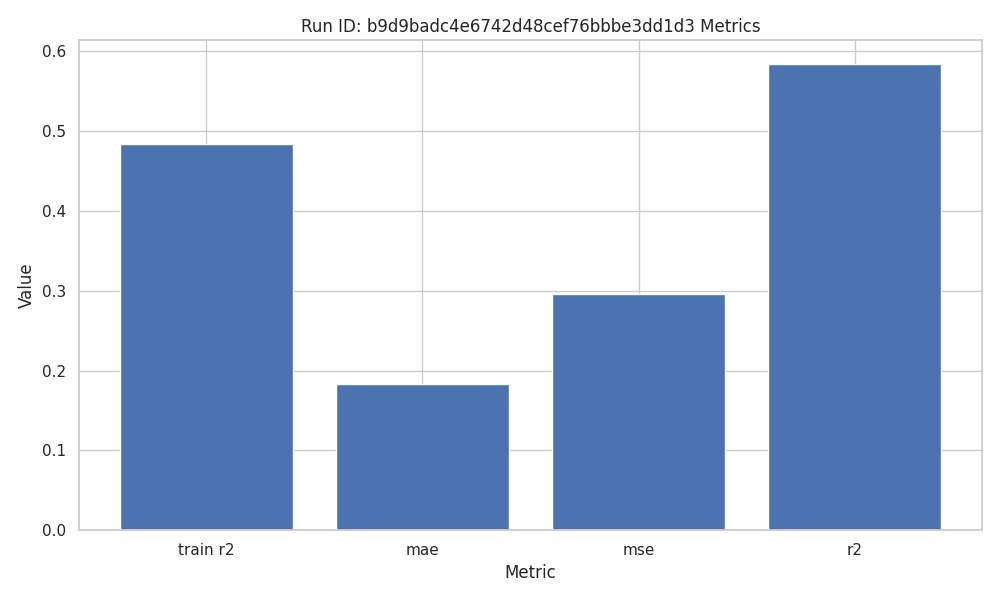 Run ID: b9d9badc4e6742d48cef76bbbe3dd1d3 Metrics
0.6
0.5
0.4
0.3
0.2
0.1
0.0
Value
train r2
mae
mse
r2
Metric